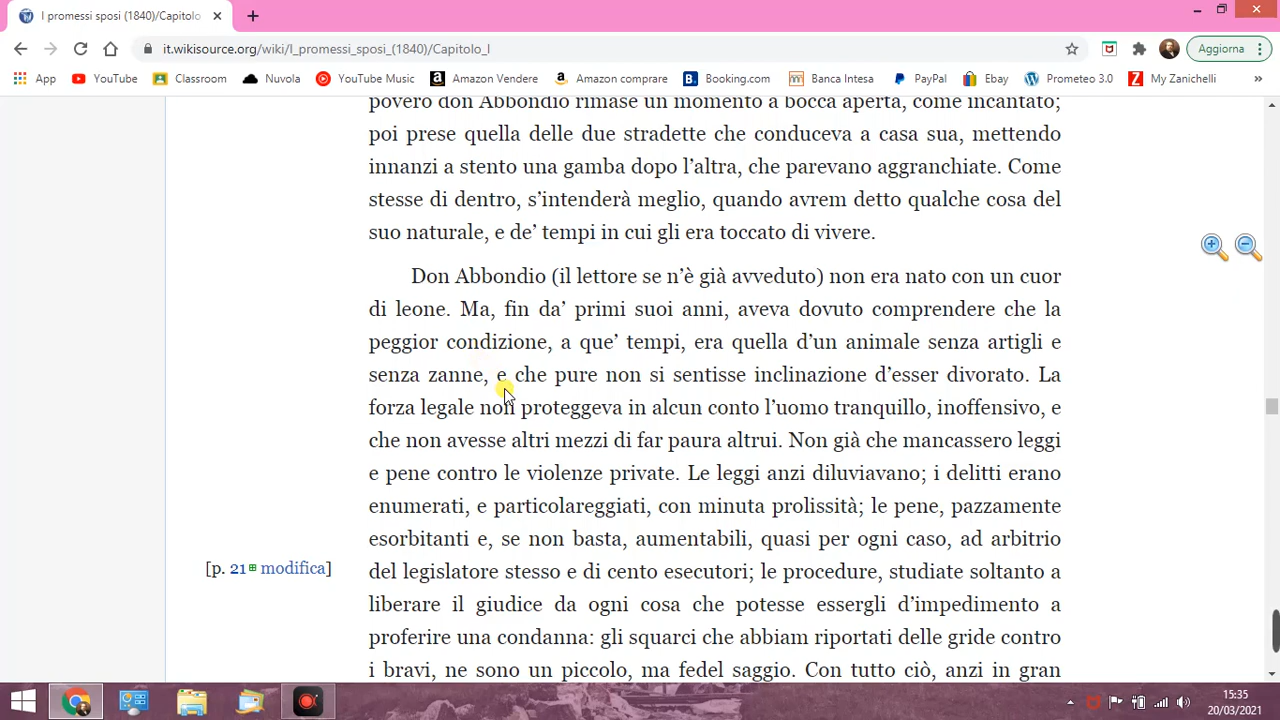 I promessi sposi (1840)/Capitolo
it.wikisource.org/wiki/I_promessi_sposi_(1840)/Capitolo_I
Aggiorna
App YouTube Classroom Nuvola YouTube Music Amazon Vendere Amazon comprare Booking.com Banca Intesa PayPal Ebay Prometeo 3.0 My Zanichelli »
povero don Abbondio rimase un momento a bocca aperta, come incantato;
poi prese quella delle due stradette che conduceva a casa sua, mettendo
innanzi a stento una gamba dopo l’altra, che parevano aggranchiate. Come
stesse di dentro, s’intenderà meglio, quando avrem detto qualche cosa del
suo naturale, e de’ tempi in cui gli era toccato di vivere.
Don Abbondio (il lettore se n’è già avveduto) non era nato con un cuor
di leone. Ma, fin da’ primi suoi anni, aveva dovuto comprendere che la
peggior condizione, a que’ tempi, era quella d’un animale senza artigli e
senza zanne, e che pure non si sentisse inclinazione d’esser divorato. La
forza legale non proteggeva in alcun conto l’uomo tranquillo, inoffensivo, e
che non avesse altri mezzi di far paura altrui. Non già che mancassero leggi
e pene contro le violenze private. Le leggi anzi diluviavano; i delitti erano
enumerati, e particolareggiati, con minuta prolissità; le pene, pazzamente
esorbitanti e, se non basta, aumentabili, quasi per ogni caso, ad arbitrio
[p. 21 modifica]
del legislatore stesso e di cento esecutori; le procedure, studiate soltanto a
liberare il giudice da ogni cosa che potesse essergli d’impedimento a
proferire una condanna: gli squarci che abbiam riportati delle gride contro
i bravi, ne sono un piccolo, ma fedel saggio. Con tutto ciò, anzi in gran
15:35
20/03/2021